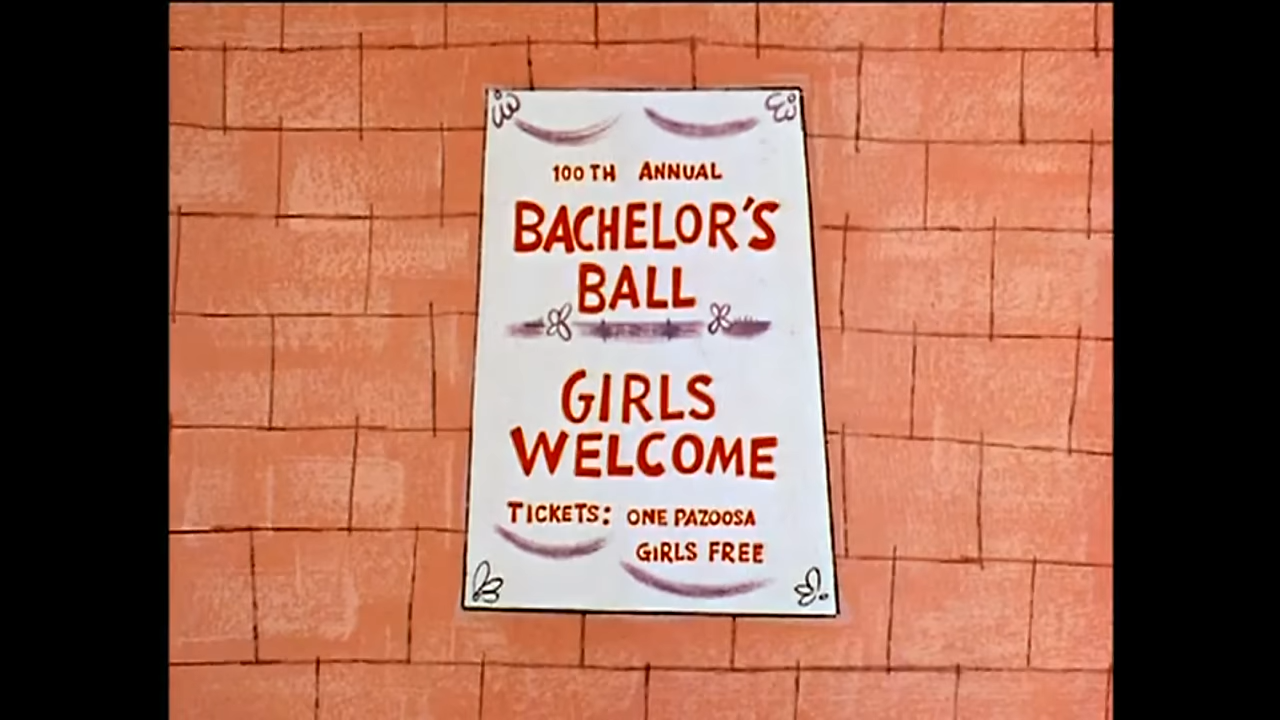 100TH ANNUAL
BACHELOR'S
BALL
GIRLS
WELCOME
TICKETS: ONE PAZOOSA
GIRLS FREE